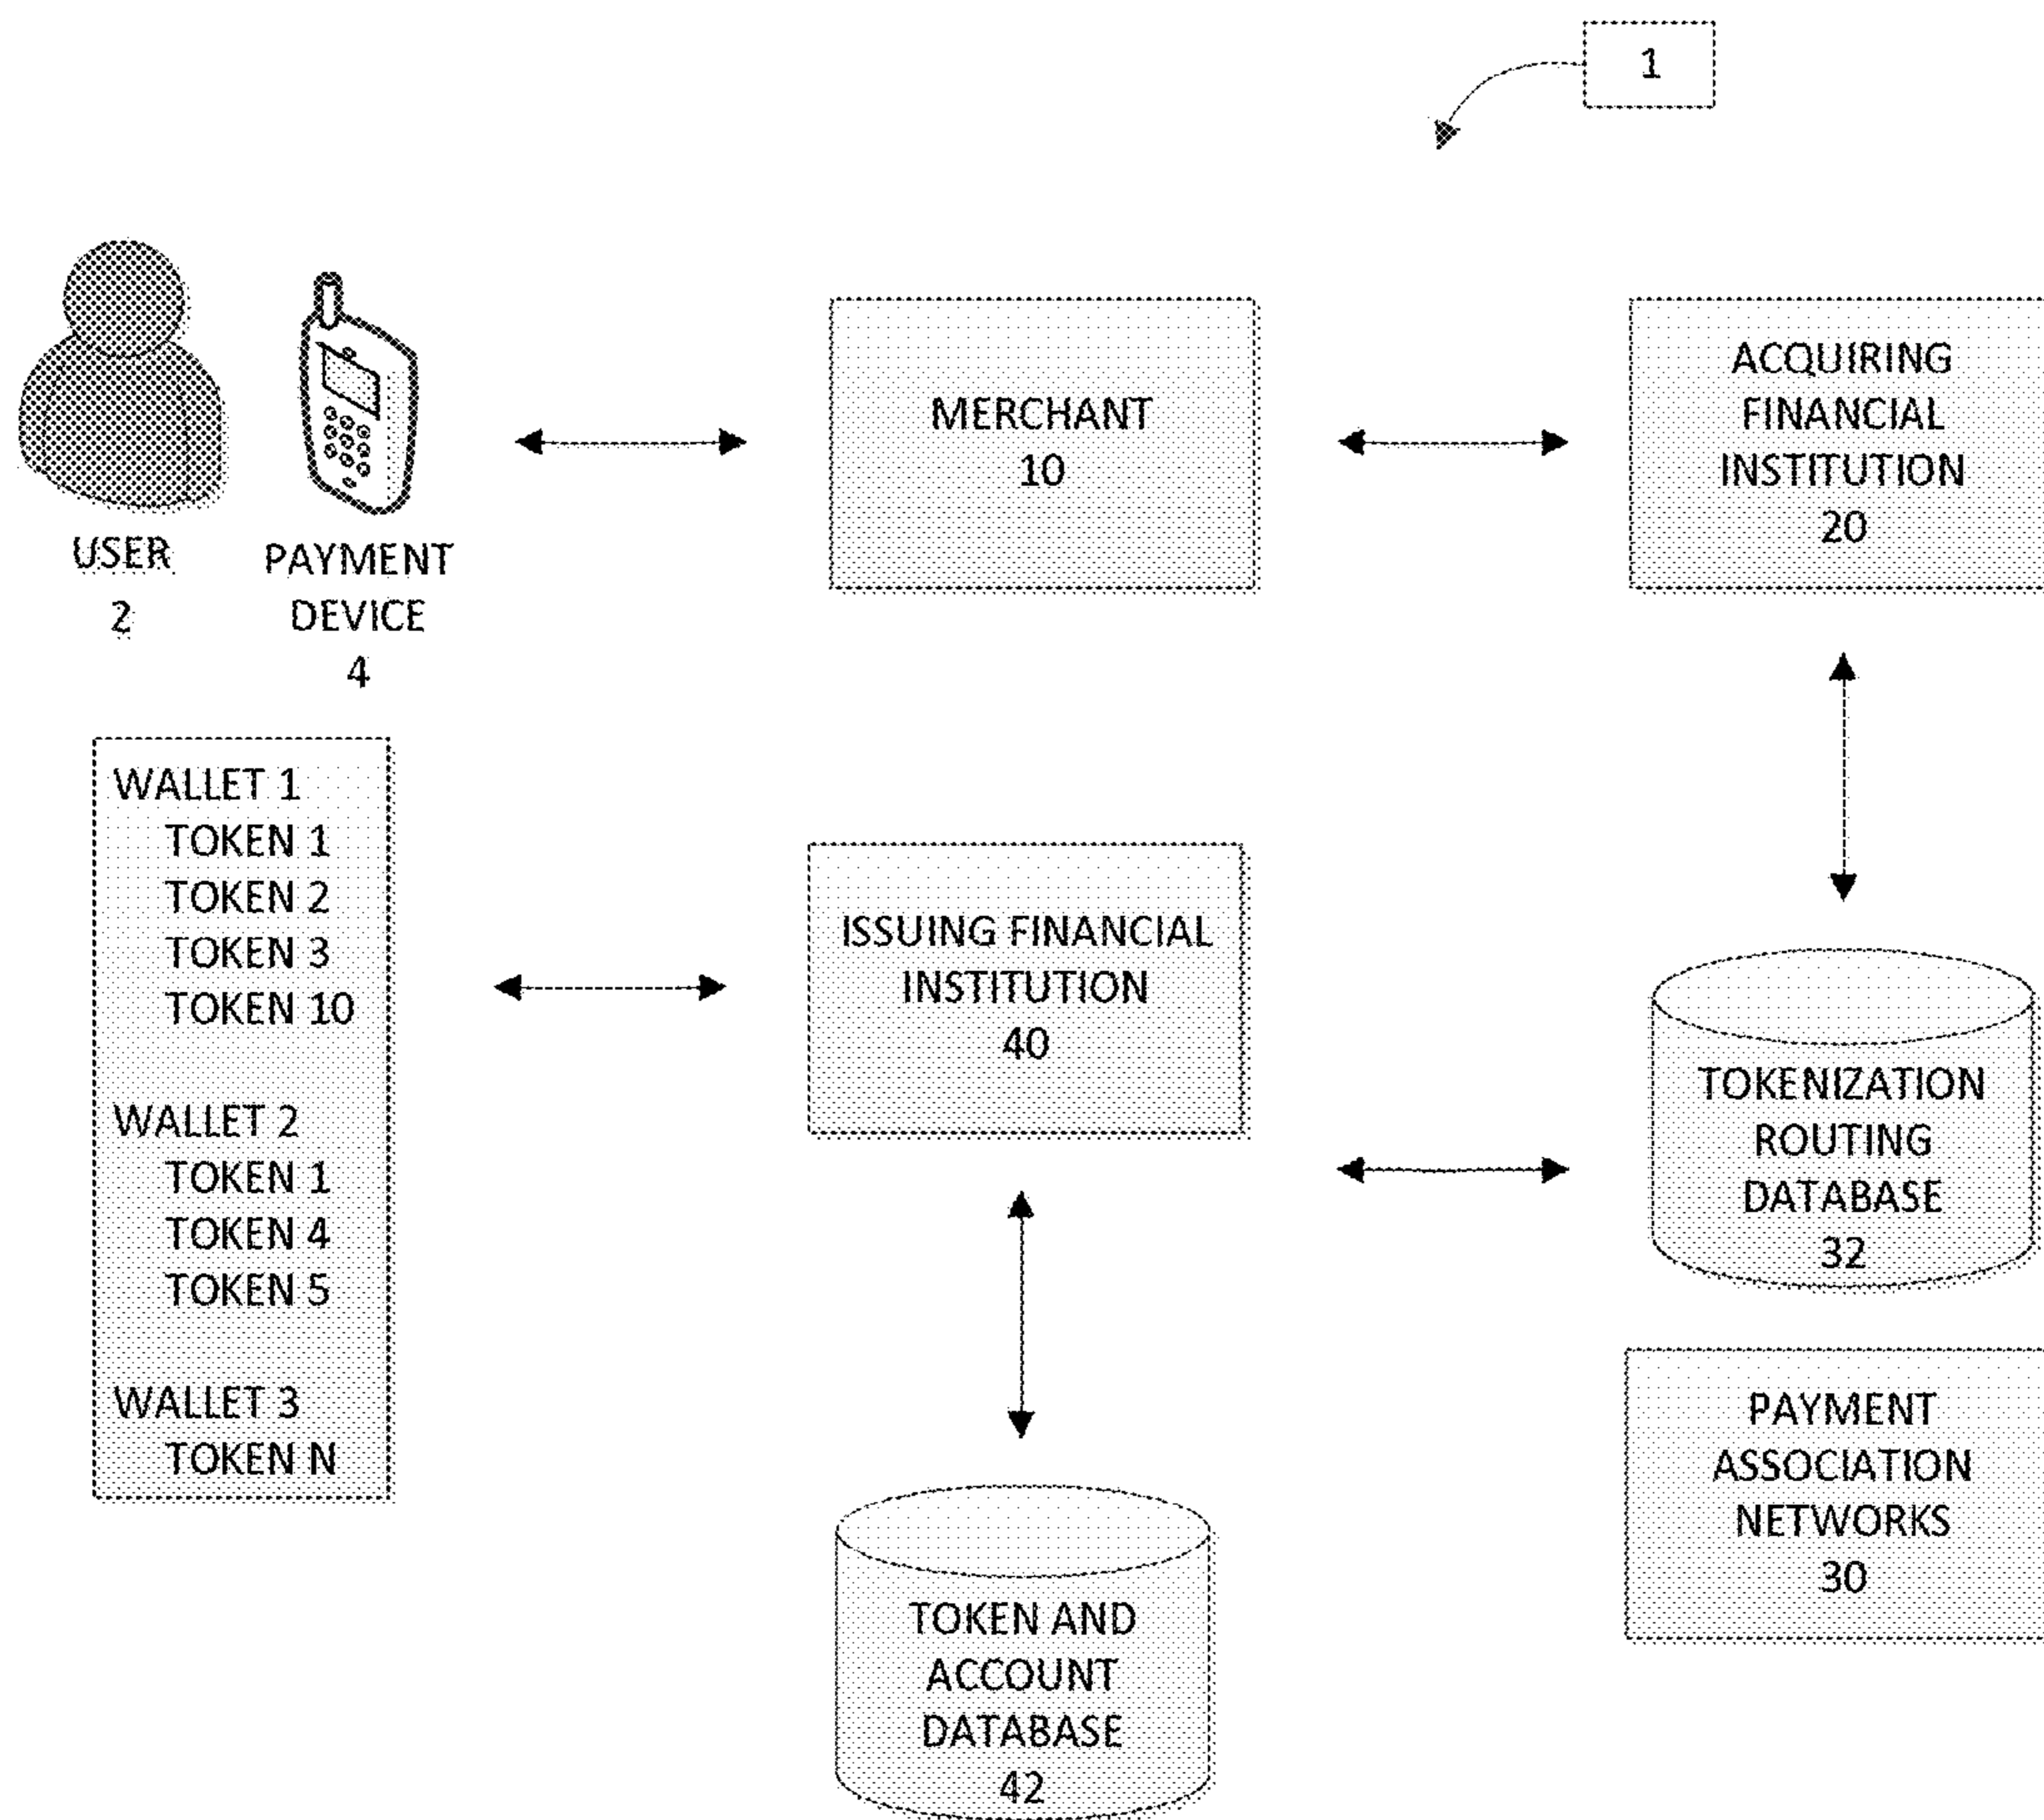 1
USER
2
PAYMENT
DEVICE
4
MERCHANT
10
ACQUIRING
FINANCIAL
INSTITUTION
20
WALLET 1
TOKEN 1
TOKEN 2
TOKEN 3
TOKEN 10
WALLET 2
TOKEN 1
TOKEN 4
TOKEN 5
WALLET 3
TOKEN N
ISSUING FINANCIAL
INSTITUTION
40
TOKENIZATION
ROUTING
DATABASE
32
PAYMENT
ASSOCIATION
NETWORKS
30
TOKEN AND
ACCOUNT
DATABASE
42